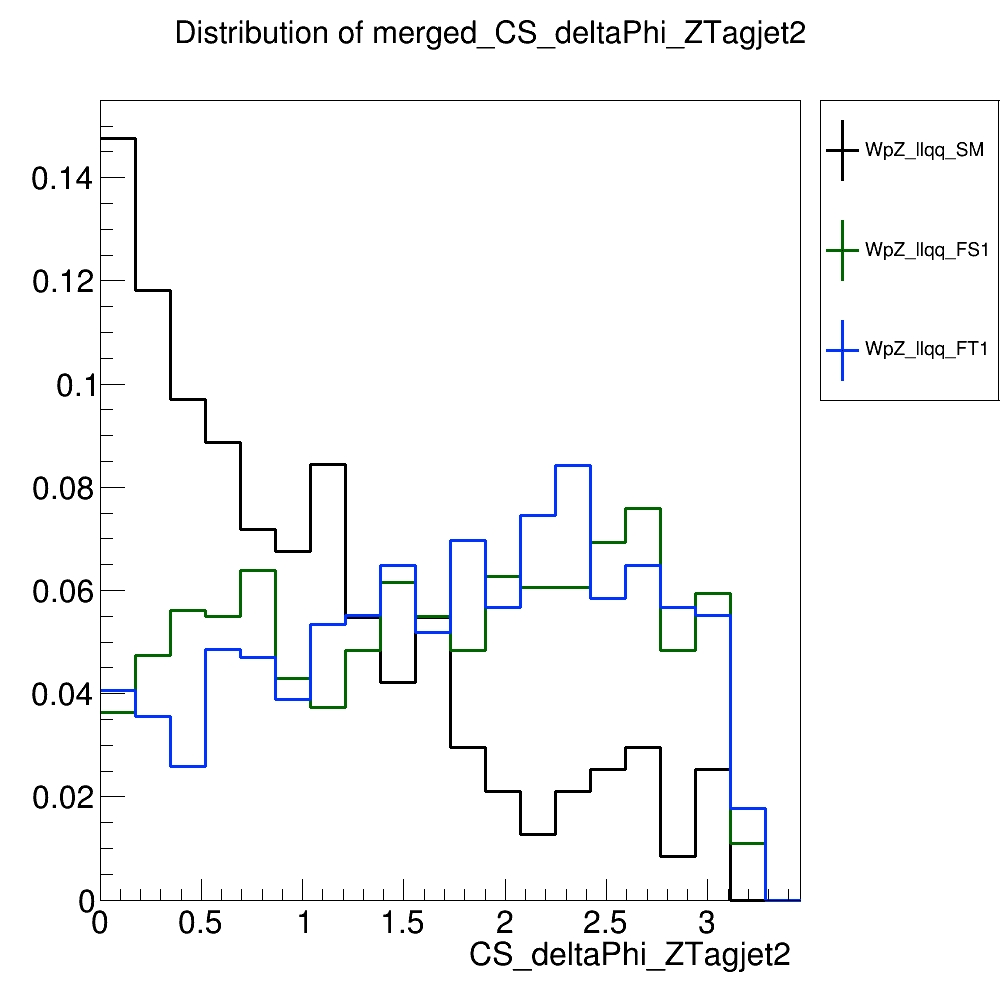 Distribution of merged_CS_deltaPhi_ZTagjet2
WpZ_llqq_SM
WpZ_llqq_FS1
WpZ_llqq_FT1
0.14
0.12
0.1
0.08
0.06
0.04
0.02
0
0 0.5 1 1.5 2 2.5 3
CS_deltaPhi_ZTagjet2